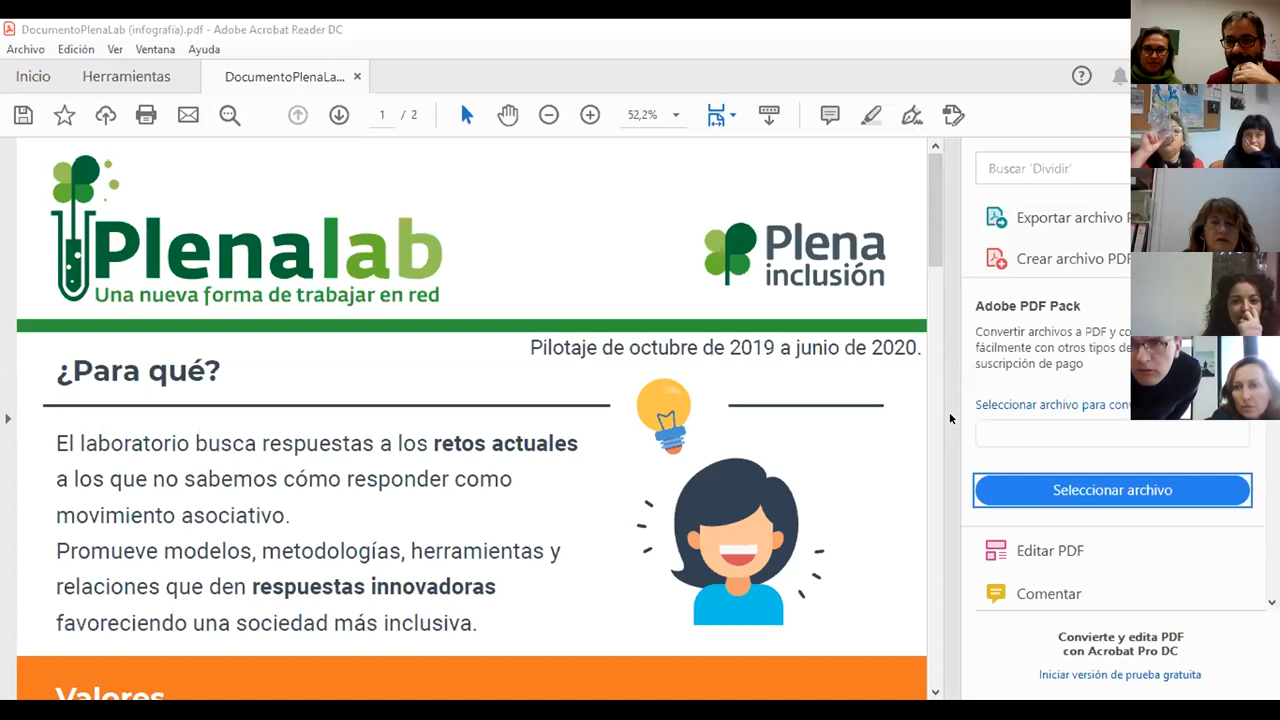 DocumentoPlenaLab (infografía).pdf - Adobe Acrobat Reader DC
Archivo Edición Ver Ventana Ayuda
Inicio Herramientas DocumentoPlenaLa... ×
1 / 2 52,2%
Plenalab
Una nueva forma de trabajar en red
Plena
inclusión
Pilotaje de octubre de 2019 a junio de 2020.
¿Para qué?
El laboratorio busca respuestas a los retos actuales
a los que no sabemos cómo responder como
movimiento asociativo.
Promueve modelos, metodologías, herramientas y
relaciones que den respuestas innovadoras
favoreciendo una sociedad más inclusiva.
Valores
Buscar 'Dividir'
Exportar archivo
Crear archivo PDF
Adobe PDF Pack
Convertir archivos a PDF y
fácilmente con otros tipos de
suscripción de pago
Seleccionar archivo para
Seleccionar archivo
Editar PDF
Comentar
Convierte y edita PDF
con Acrobat Pro DC
Iniciar versión de prueba gratuita